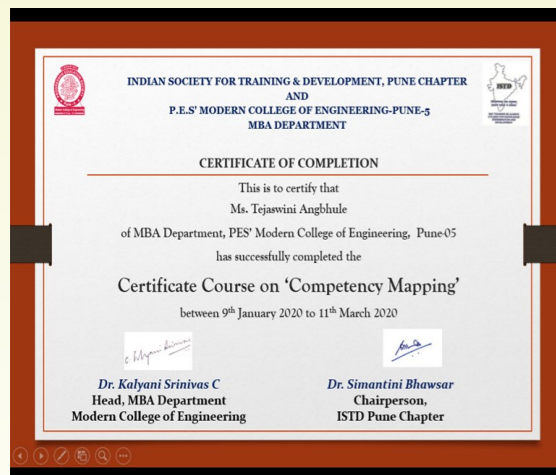 INDIAN SOCIETY FOR TRAINING & DEVELOPMENT, PUNE CHAPTER
AND
P.E.S' MODERN COLLEGE OF ENGINEERING-PUNE-5
MBA DEPARTMENT
ISTD
CERTIFICATE OF COMPLETION
This is to certify that
Ms. Tejaswini Angbhule
of MBA Department, PES' Modern College of Engineering, Pune-05
has successfully completed the
Certificate Course on 'Competency Mapping'
between 9th January 2020 to 11th March 2020
Dr. Kalyani Srinivas C
Head, MBA Department
Modern College of Engineering
Dr. Simantini Bhawsar
Chairperson,
ISTD Pune Chapter